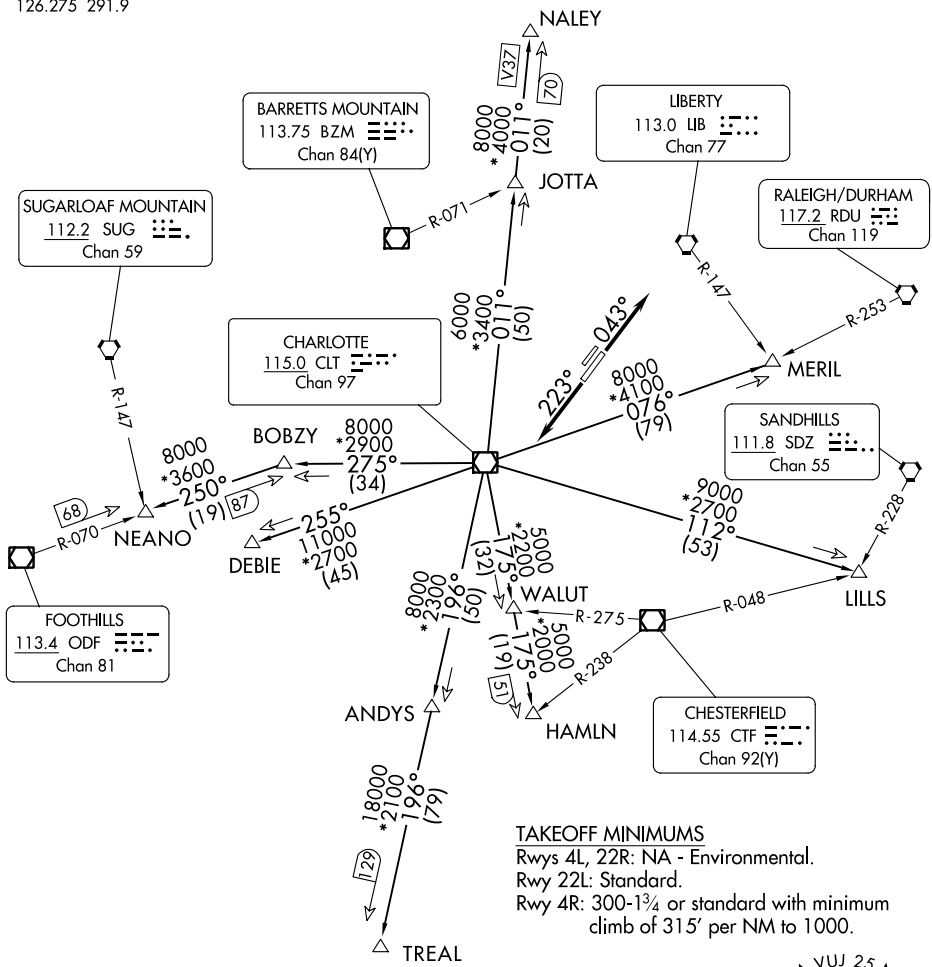 126.275 291.9
NALEY
V37
70
8000
*4000
011°
(20)
BARRETTS MOUNTAIN
113.75 BZM
Chan 84(Y)
LIBERTY
113.0 LIB
Chan 77
JOTTA
R-071
SUGARLOAF MOUNTAIN
112.2 SUG
Chan 59
RALEIGH/DURHAM
117.2 RDU
Chan 119
R-147
R-253
6000
*3400
011°
(50)
CHARLOTTE
115.0 CLT
Chan 97
223°
043°
MERIL
8000
*4100
076°
(79)
R-147
BOBZY
8000
*2900
275°
(34)
SANDHILLS
111.8 SDZ
Chan 55
8000
*3600
250°
(19)
87
68
R-070
NEANO
255°
11000
*2700
(45)
DEBIE
9000
*2700
112°
(53)
R-228
LILLS
5000
*2200
175°
(32)
WALUT
R-275
R-048
FOOTHILLS
113.4 ODF
Chan 81
8000
*2300
196°
(50)
5000
*2000
175°
(19)
51
R-238
ANDYS
HAMLN
CHESTERFIELD
114.55 CTF
Chan 92(Y)
18000
*2100
196°
(79)
129
TREAL
TAKEOFF MINIMUMS
Rwys 4L, 22R: NA - Environmental.
Rwy 22L: Standard.
Rwy 4R: 300-1¾ or standard with minimum
climb of 315' per NM to 1000.
VUJ 25